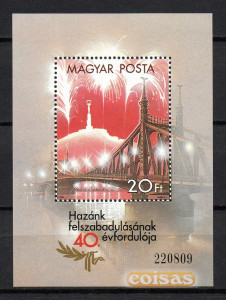 MAGYAR POSTA
20Ft
Hazánk
felszabadulásának
40. évfordulója
220809
coisas